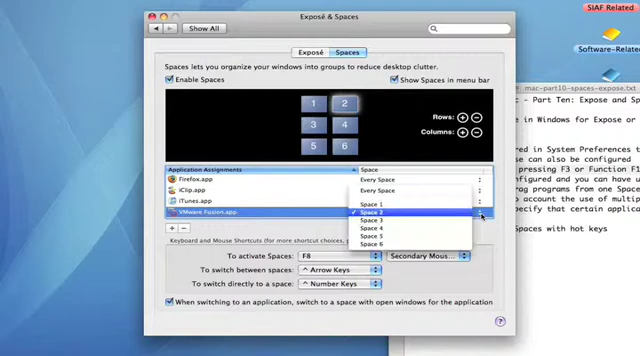 SIAF Related
Exposé & Spaces
Show All
Software-Related
Exposé
Spaces
Spaces lets you organize your windows into groups to reduce desktop clutter.
Enable Spaces
Show Spaces in menu bar
mac-part10-spaces-expose.txt
1
2
3
4
5
6
Rows:
Columns:
c - Part Ten: Expose and Sp
e in Windows for Expose or
Application Assignments
Space
Firefox.app
Every Space
iClip.app
Every Space
iTunes.app
VMware Fusion.app
Space 1
✓ Space 2
Space 3
Space 4
Space 5
Space 6
ured in System Preferences t
se can also be configured
pressing F3 or Function F1
onfigured and you can have u
rag programs from one Space
o account the use of multip
pecify that certain applica
Spaces with hot keys
+
−
Keyboard and Mouse Shortcuts (for more shortcut choices,
To activate Spaces:
F8
Secondary Mous...
To switch between spaces:
^ Arrow Keys
To switch directly to a space:
^ Number Keys
When switching to an application, switch to a space with open windows for the application
?